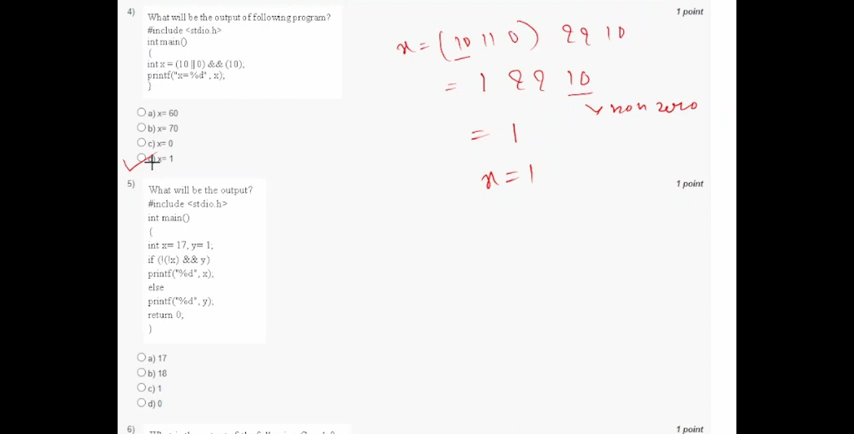 4) What will be the output of following program? 1 point
#include <stdio.h>
int main()
{
int x = (10 || 0) && (10);
printf("x=%d", x);
}
a) x= 60
b) x= 70
c) x= 0
d) x= 1
x = (10 || 0) && 10
= 1 && 10
non zero
= 1
x = 1
5) What will be the output? 1 point
#include <stdio.h>
int main()
{
int x= 17, y= 1;
if (!(!x) && y)
printf("%d", x);
else
printf("%d", y);
return 0;
}
a) 17
b) 18
c) 1
d) 0
6) 1 point